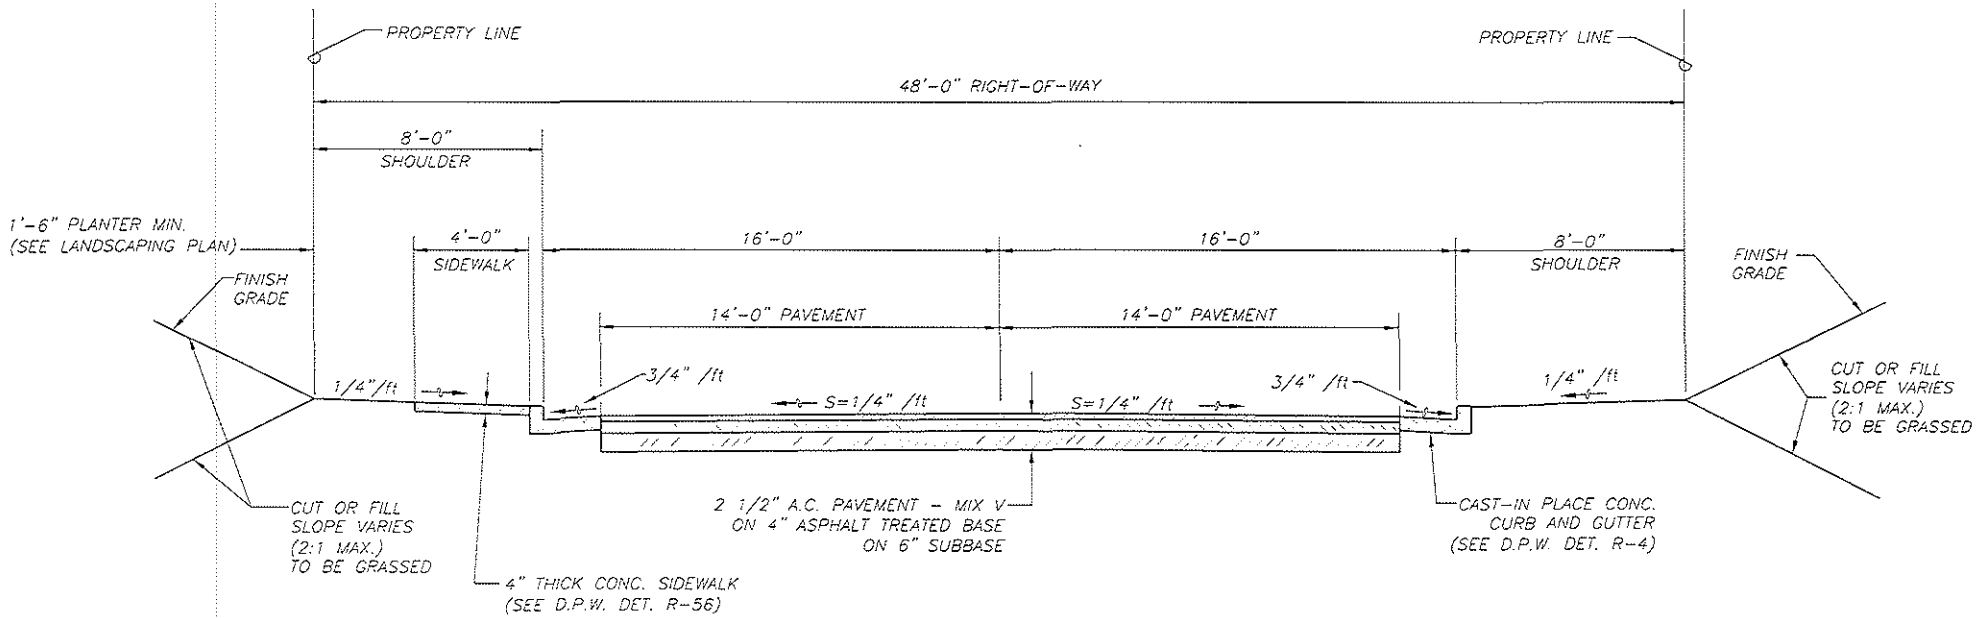 PROPERTY LINE
PROPERTY LINE
48'-0" RIGHT-OF-WAY
8'-0"
SHOULDER
1'-6" PLANTER MIN.
(SEE LANDSCAPING PLAN)
4'-0"
SIDEWALK
16'-0"
16'-0"
8'-0"
SHOULDER
FINISH
GRADE
FINISH
GRADE
14'-0" PAVEMENT
14'-0" PAVEMENT
1/4"/ft
3/4" /ft
S=1/4" /ft
S=1/4" /ft
3/4" /ft
1/4"/ft
CUT OR FILL
SLOPE VARIES
(2:1 MAX.)
TO BE GRASSED
CUT OR FILL
SLOPE VARIES
(2:1 MAX.)
TO BE GRASSED
2 1/2" A.C. PAVEMENT - MIX V
ON 4" ASPHALT TREATED BASE
ON 6" SUBBASE
CAST-IN PLACE CONC.
CURB AND GUTTER
(SEE D.P.W. DET. R-4)
4" THICK CONC. SIDEWALK
(SEE D.P.W. DET. R-56)